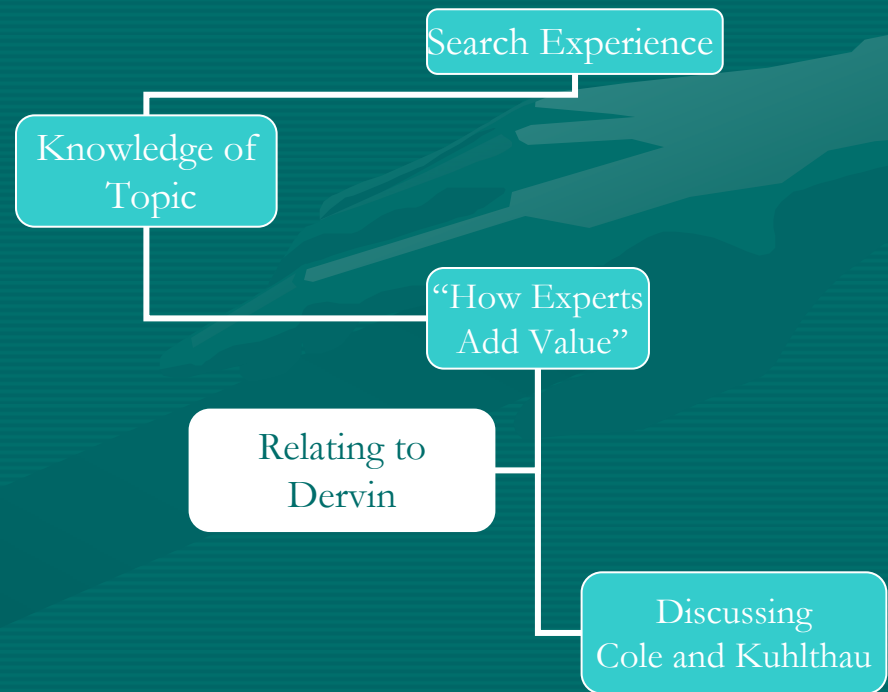 Search Experience
Knowledge of
Topic
“How Experts
Add Value”
Relating to
Dervin
Discussing
Cole and Kuhlthau